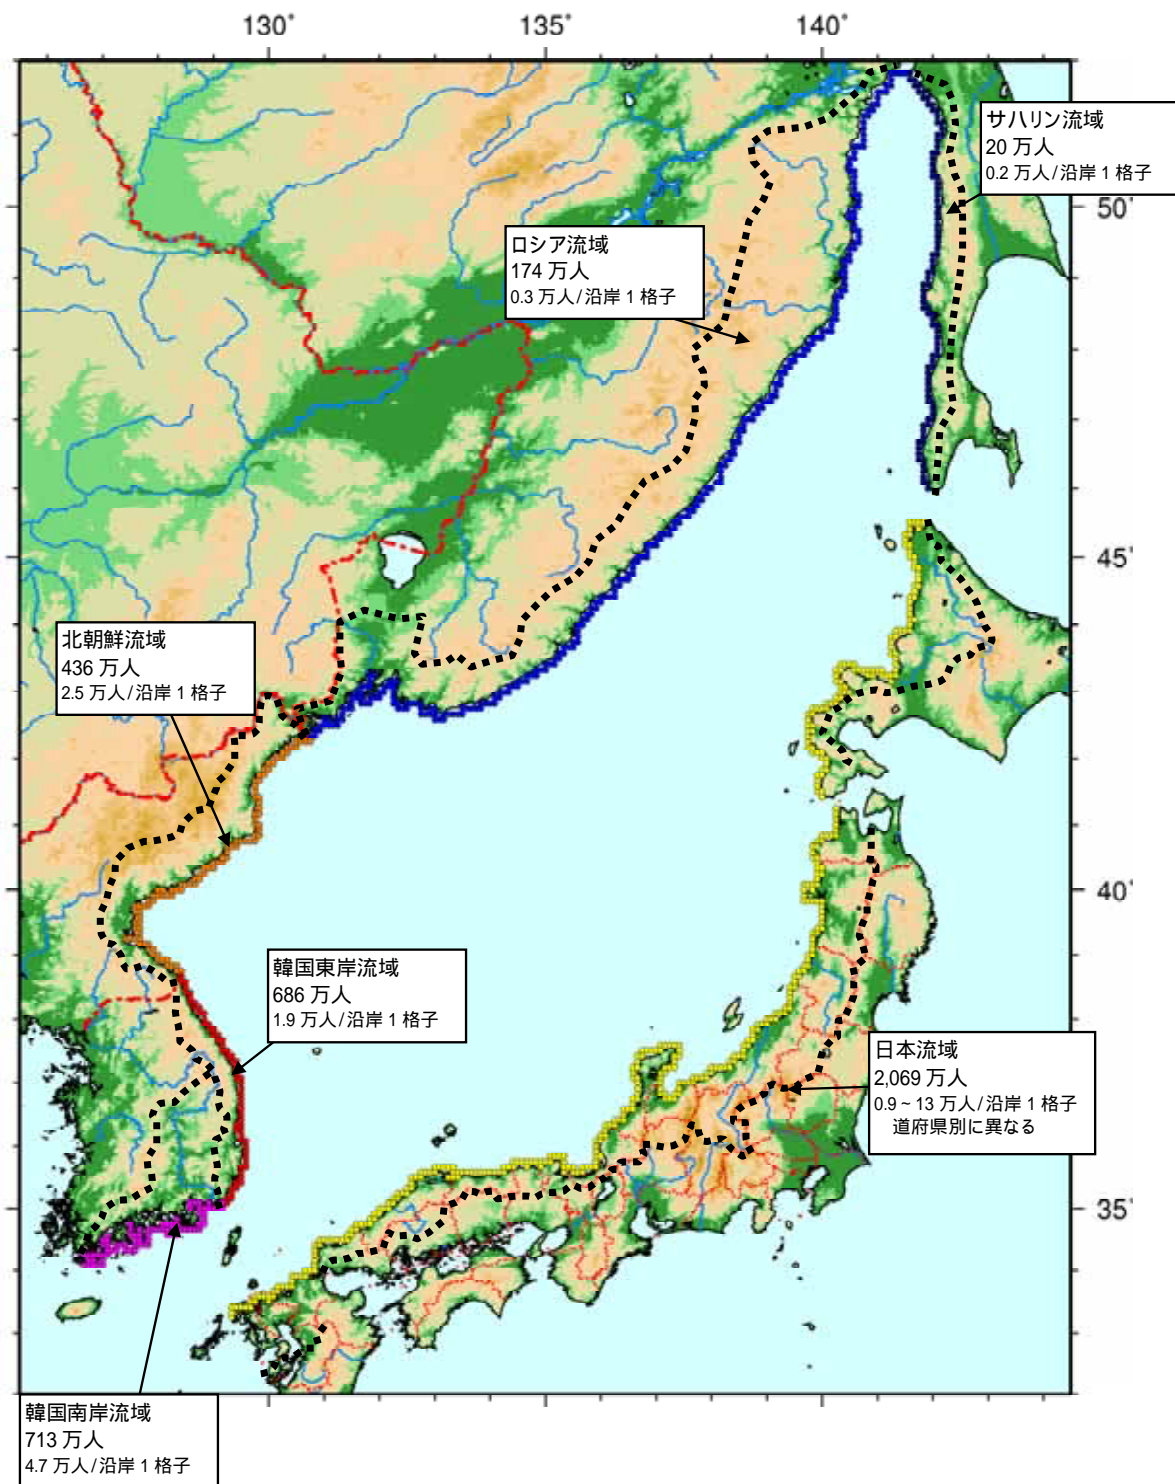 130°
135°
140°
サハリン流域
20 万人
0.2 万人/沿岸 1 格子
50°
ロシア流域
174 万人
0.3 万人/沿岸 1 格子
45°
北朝鮮流域
436 万人
2.5 万人/沿岸 1 格子
40°
韓国東岸流域
686 万人
1.9 万人/沿岸 1 格子
日本流域
2,069 万人
0.9 ~ 13 万人/沿岸 1 格子
道府県別に異なる
35°
韓国南岸流域
713 万人
4.7 万人/沿岸 1 格子